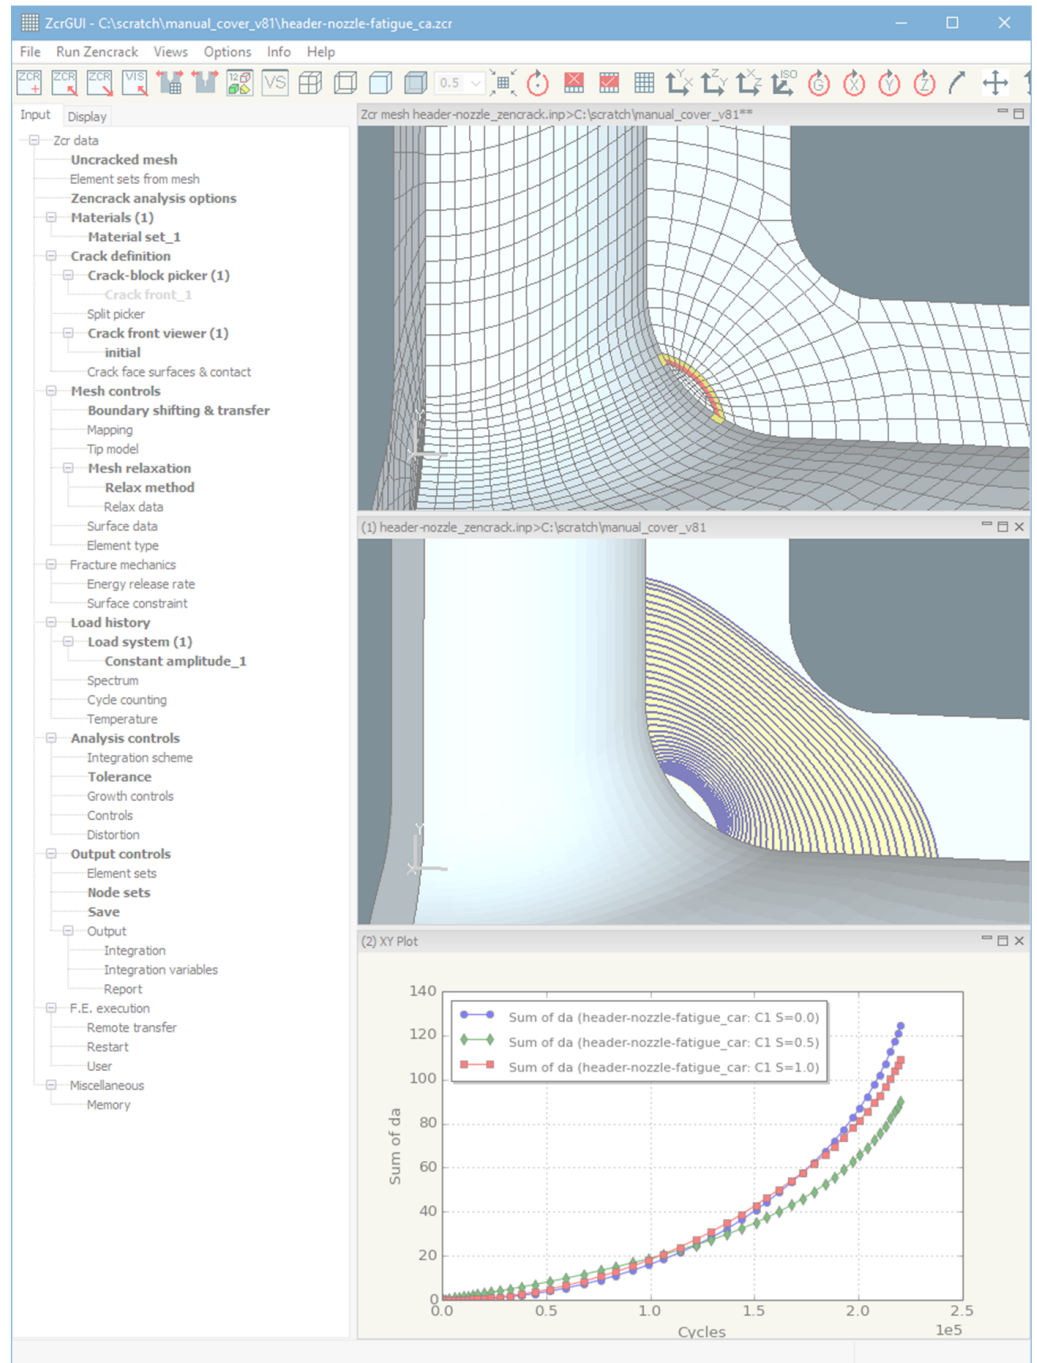 ZcrGUI - C:\scratch\manual_cover_v81\header-nozzle-fatigue_ca.zcr
File Run Zencrack Views Options Info Help
ZCR ZCR ZCR VIS 12 VS 0.5 Y X Z Y X Z ISO G X Y Z
Input Display
Zcr data
Uncracked mesh
Element sets from mesh
Zencrack analysis options
Materials (1)
Material set_1
Crack definition
Crack-block picker (1)
Crack front_1
Split picker
Crack front viewer (1)
initial
Crack face surfaces & contact
Mesh controls
Boundary shifting & transfer
Mapping
Tip model
Mesh relaxation
Relax method
Relax data
Surface data
Element type
Fracture mechanics
Energy release rate
Surface constraint
Load history
Load system (1)
Constant amplitude_1
Spectrum
Cycle counting
Temperature
Analysis controls
Integration scheme
Tolerance
Growth controls
Controls
Distortion
Output controls
Element sets
Node sets
Save
Output
Integration
Integration variables
Report
F.E. execution
Remote transfer
Restart
User
Miscellaneous
Memory
Zcr mesh header-nozzle_zencrack.inp>C:\scratch\manual_cover_v81**
Y
X
(1) header-nozzle_zencrack.inp>C:\scratch\manual_cover_v81
Y
X
(2) XY Plot
140
120
100
80
60
40
20
0
Sum of da
Sum of da (header-nozzle-fatigue_car: C1 S=0.0)
Sum of da (header-nozzle-fatigue_car: C1 S=0.5)
Sum of da (header-nozzle-fatigue_car: C1 S=1.0)
0.0 0.5 1.0 1.5 2.0 2.5
1e5
Cycles